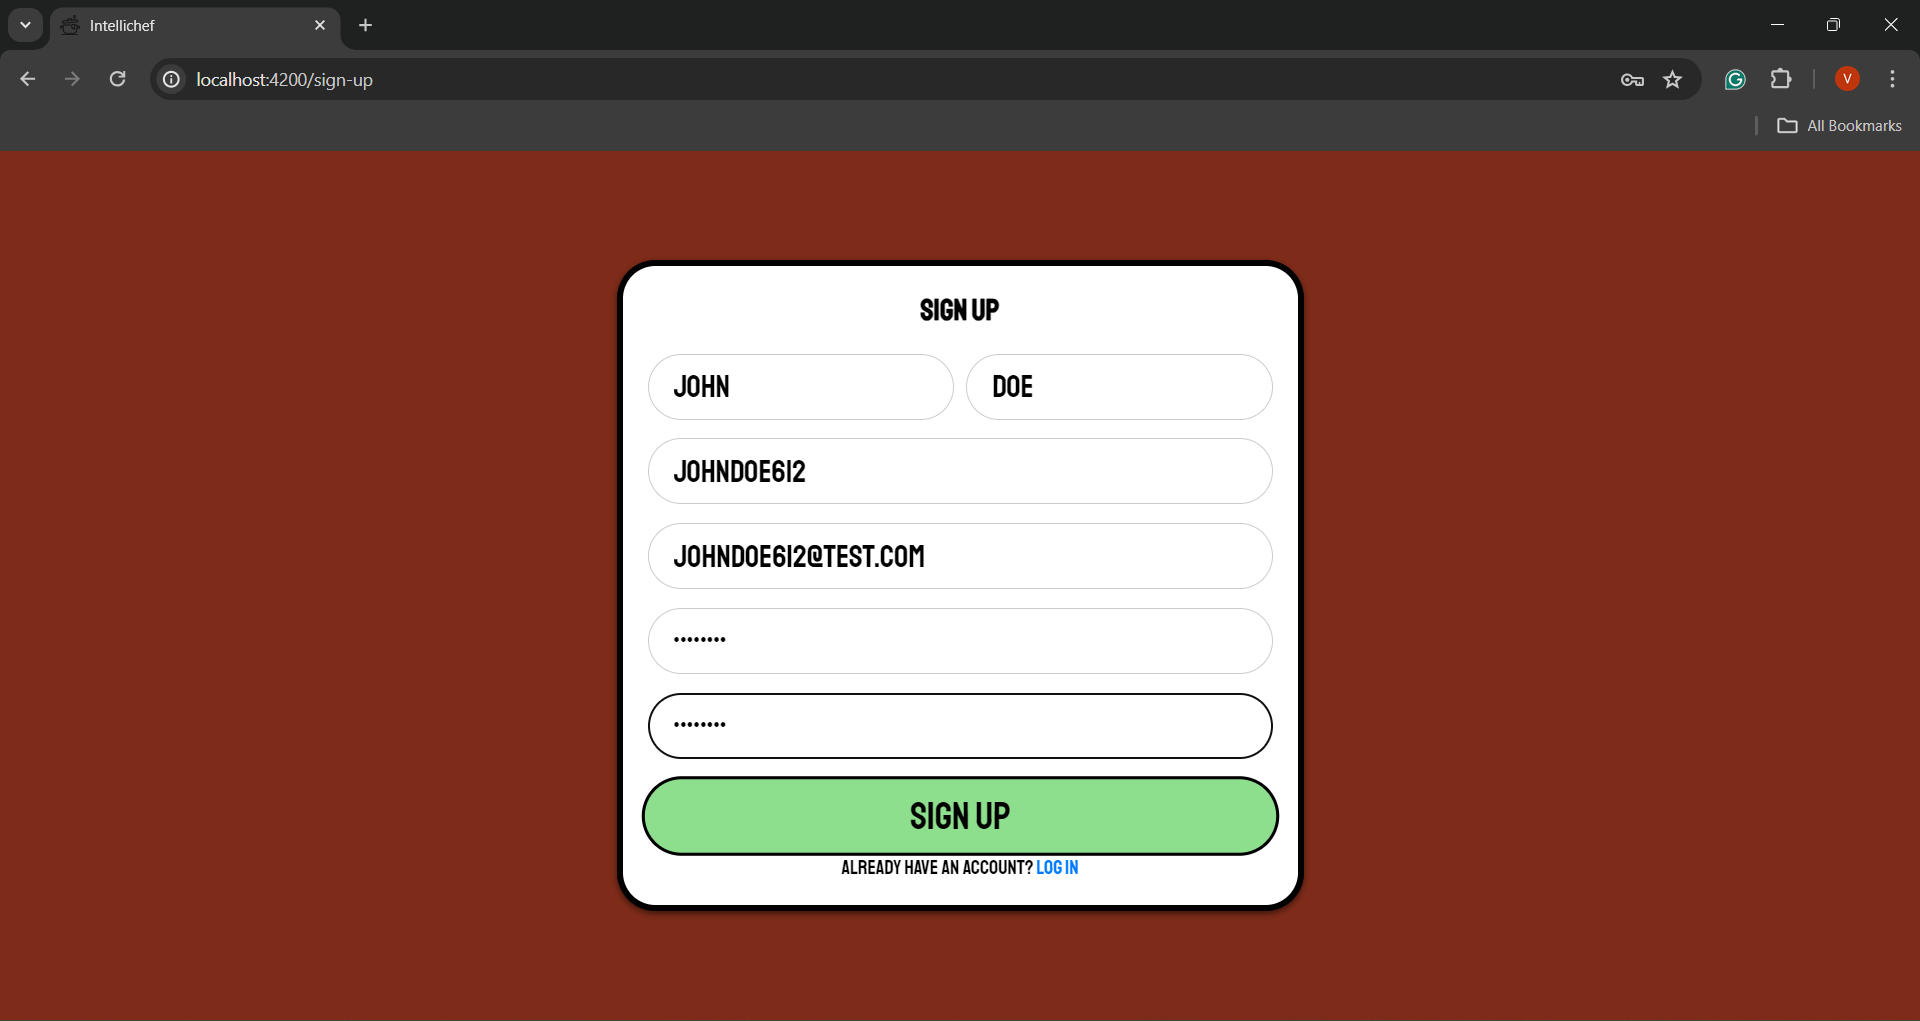 Intellichef
localhost:4200/sign-up
V
All Bookmarks
SIGN UP
JOHN DOE
JOHNDOE612
JOHNDOE612@TEST.COM
••••••••
••••••••
SIGN UP
ALREADY HAVE AN ACCOUNT? LOG IN